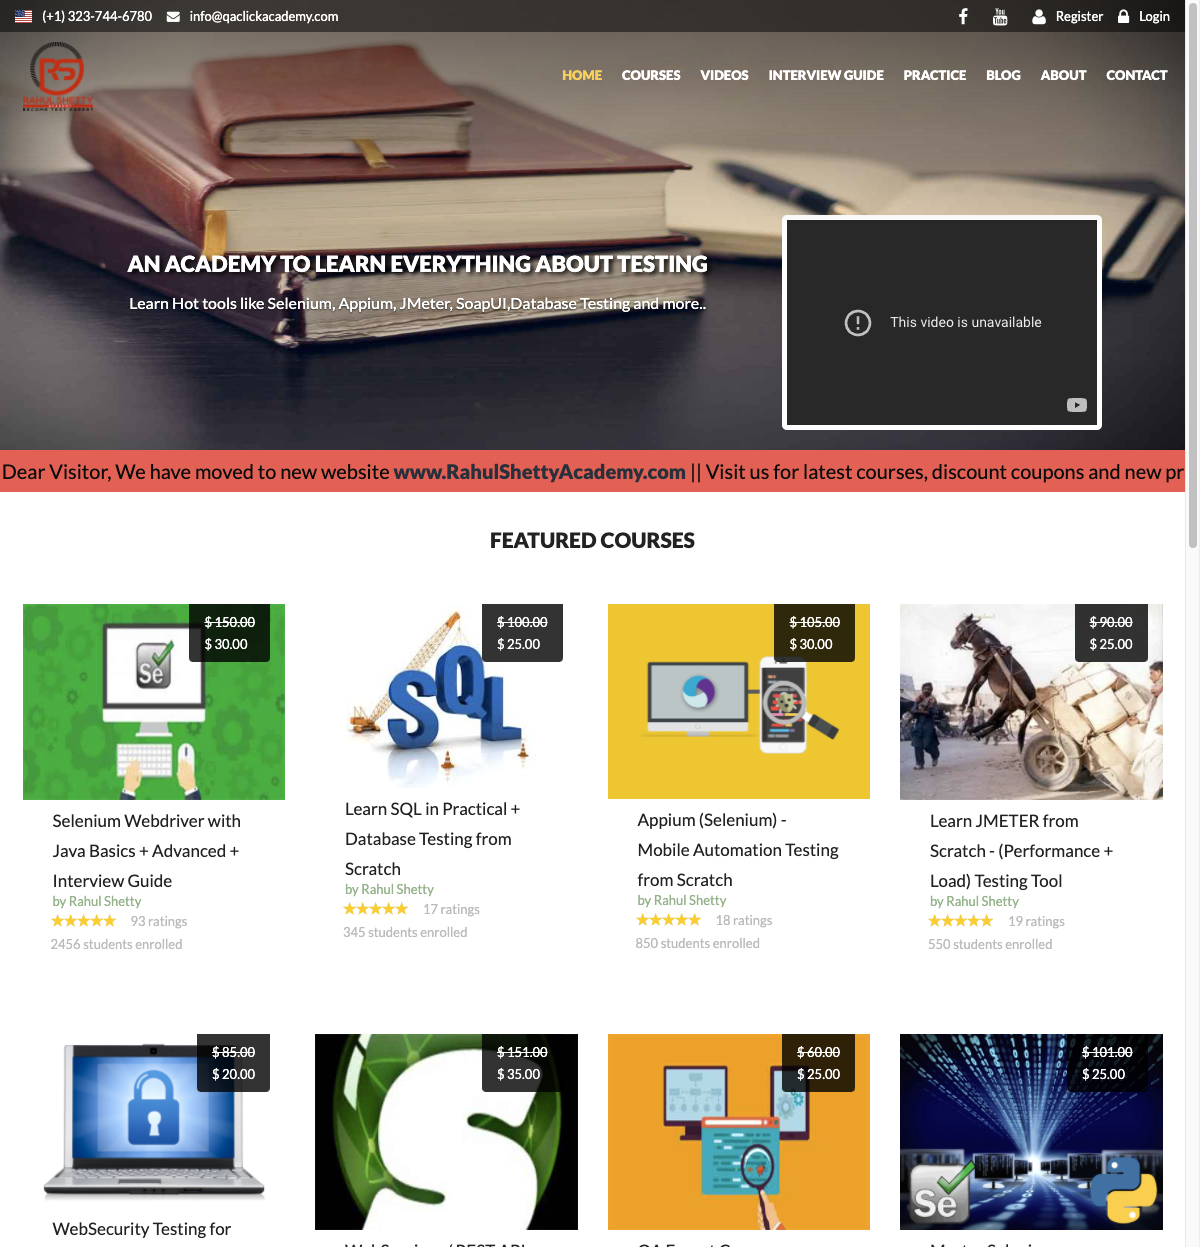 (+1) 323-744-6780 info@qaclickacademy.com You Tube Register Login
RS
RAHUL SHETTY
HOME COURSES VIDEOS INTERVIEW GUIDE PRACTICE BLOG ABOUT CONTACT
AN ACADEMY TO LEARN EVERYTHING ABOUT TESTING
Learn Hot tools like Selenium, Appium, JMeter, SoapUI,Database Testing and more..
This video is unavailable
Dear Visitor, We have moved to new website www.RahulShettyAcademy.com || Visit us for latest courses, discount coupons and new pr
FEATURED COURSES
$ 150.00
$ 30.00
Se
Selenium Webdriver with
Java Basics + Advanced +
Interview Guide
by Rahul Shetty
93 ratings
2456 students enrolled
$ 100.00
$ 25.00
SQL
Learn SQL in Practical +
Database Testing from
Scratch
by Rahul Shetty
17 ratings
345 students enrolled
$ 105.00
$ 30.00
Appium (Selenium) -
Mobile Automation Testing
from Scratch
by Rahul Shetty
18 ratings
850 students enrolled
$ 90.00
$ 25.00
Learn JMETER from
Scratch - (Performance +
Load) Testing Tool
by Rahul Shetty
19 ratings
550 students enrolled
$ 85.00
$ 20.00
WebSecurity Testing for
$ 151.00
$ 35.00
$ 60.00
$ 25.00
$ 101.00
$ 25.00
Se